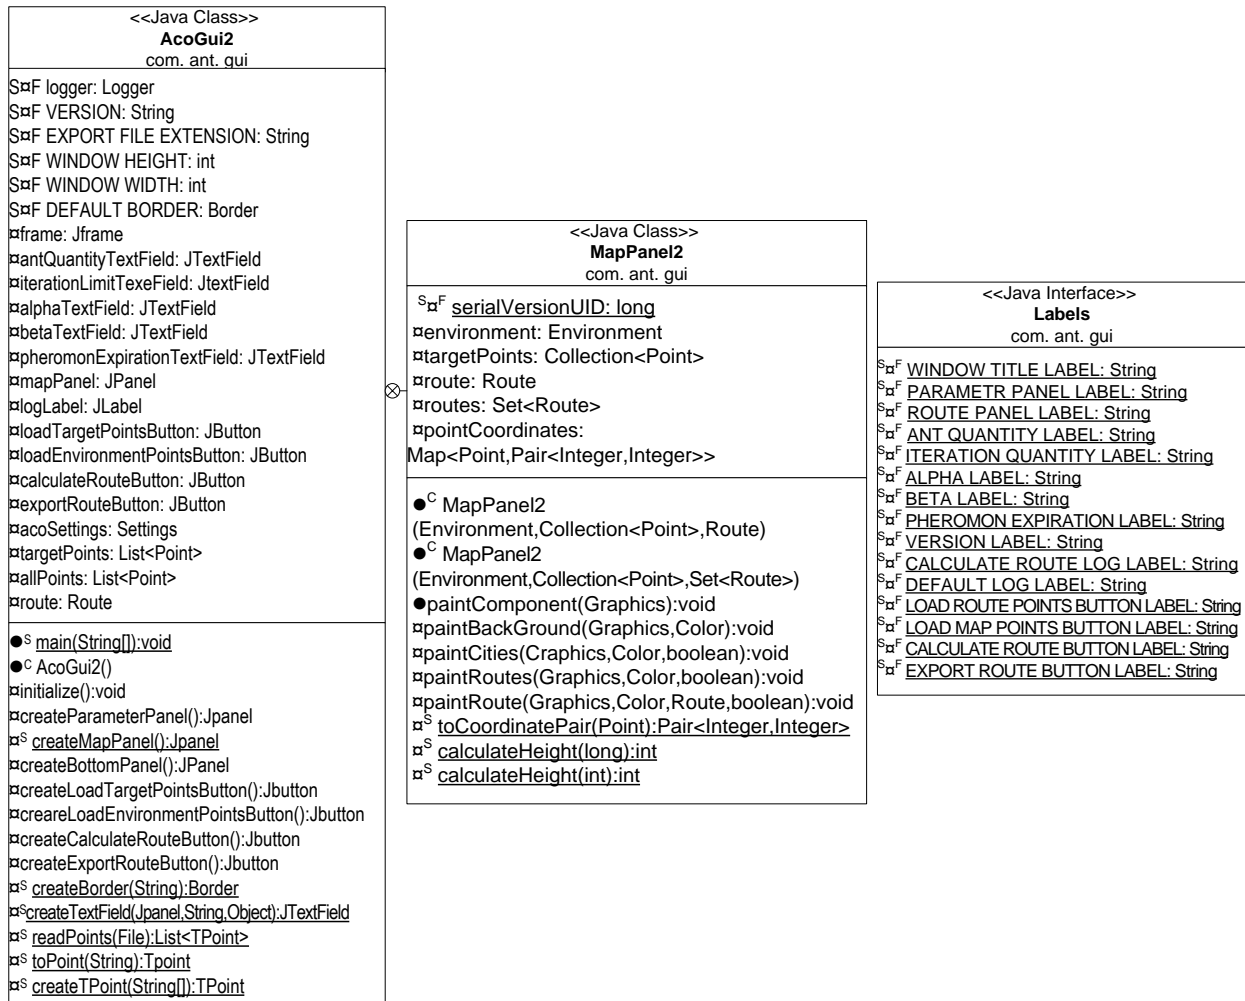 <<Java Class>>
AcoGui2
com. ant. gui
S¤F logger: Logger
S¤F VERSION: String
S¤F EXPORT FILE EXTENSION: String
S¤F WINDOW HEIGHT: int
S¤F WINDOW WIDTH: int
S¤F DEFAULT BORDER: Border
¤frame: Jframe
¤antQuantityTextField: JTextField
¤iterationLimitTexeField: JtextField
¤alphaTextField: JTextField
¤betaTextField: JTextField
¤pheromonExpirationTextField: JTextField
¤mapPanel: JPanel
¤logLabel: JLabel
¤loadTargetPointsButton: JButton
¤loadEnvironmentPointsButton: JButton
¤calculateRouteButton: JButton
¤exportRouteButton: JButton
¤acoSettings: Settings
¤targetPoints: List<Point>
¤allPoints: List<Point>
¤route: Route
●S main(String[]):void
●C AcoGui2()
¤initialize():void
¤createParameterPanel():Jpanel
¤S createMapPanel():Jpanel
¤createBottomPanel():JPanel
¤createLoadTargetPointsButton():Jbutton
¤creareLoadEnvironmentPointsButton():Jbutton
¤createCalculateRouteButton():Jbutton
¤createExportRouteButton():Jbutton
¤S createBorder(String):Border
¤S createTextField(Jpanel,String,Object):JTextField
¤S readPoints(File):List<TPoint>
¤S toPoint(String):Tpoint
¤S createTPoint(String[]):TPoint
<<Java Class>>
MapPanel2
com. ant. gui
S¤F serialVersionUID: long
¤environment: Environment
¤targetPoints: Collection<Point>
¤route: Route
¤routes: Set<Route>
¤pointCoordinates:
Map<Point,Pair<Integer,Integer>>
●C MapPanel2
(Environment,Collection<Point>,Route)
●C MapPanel2
(Environment,Collection<Point>,Set<Route>)
●paintComponent(Graphics):void
¤paintBackGround(Graphics,Color):void
¤paintCities(Craphics,Color,boolean):void
¤paintRoutes(Graphics,Color,boolean):void
¤paintRoute(Graphics,Color,Route,boolean):void
¤S toCoordinatePair(Point):Pair<Integer,Integer>
¤S calculateHeight(long):int
¤S calculateHeight(int):int
<<Java Interface>>
Labels
com. ant. gui
S¤F WINDOW TITLE LABEL: String
S¤F PARAMETR PANEL LABEL: String
S¤F ROUTE PANEL LABEL: String
S¤F ANT QUANTITY LABEL: String
S¤F ITERATION QUANTITY LABEL: String
S¤F ALPHA LABEL: String
S¤F BETA LABEL: String
S¤F PHEROMON EXPIRATION LABEL: String
S¤F VERSION LABEL: String
S¤F CALCULATE ROUTE LOG LABEL: String
S¤F DEFAULT LOG LABEL: String
S¤F LOAD ROUTE POINTS BUTTON LABEL: String
S¤F LOAD MAP POINTS BUTTON LABEL: String
S¤F CALCULATE ROUTE BUTTON LABEL: String
S¤F EXPORT ROUTE BUTTON LABEL: String